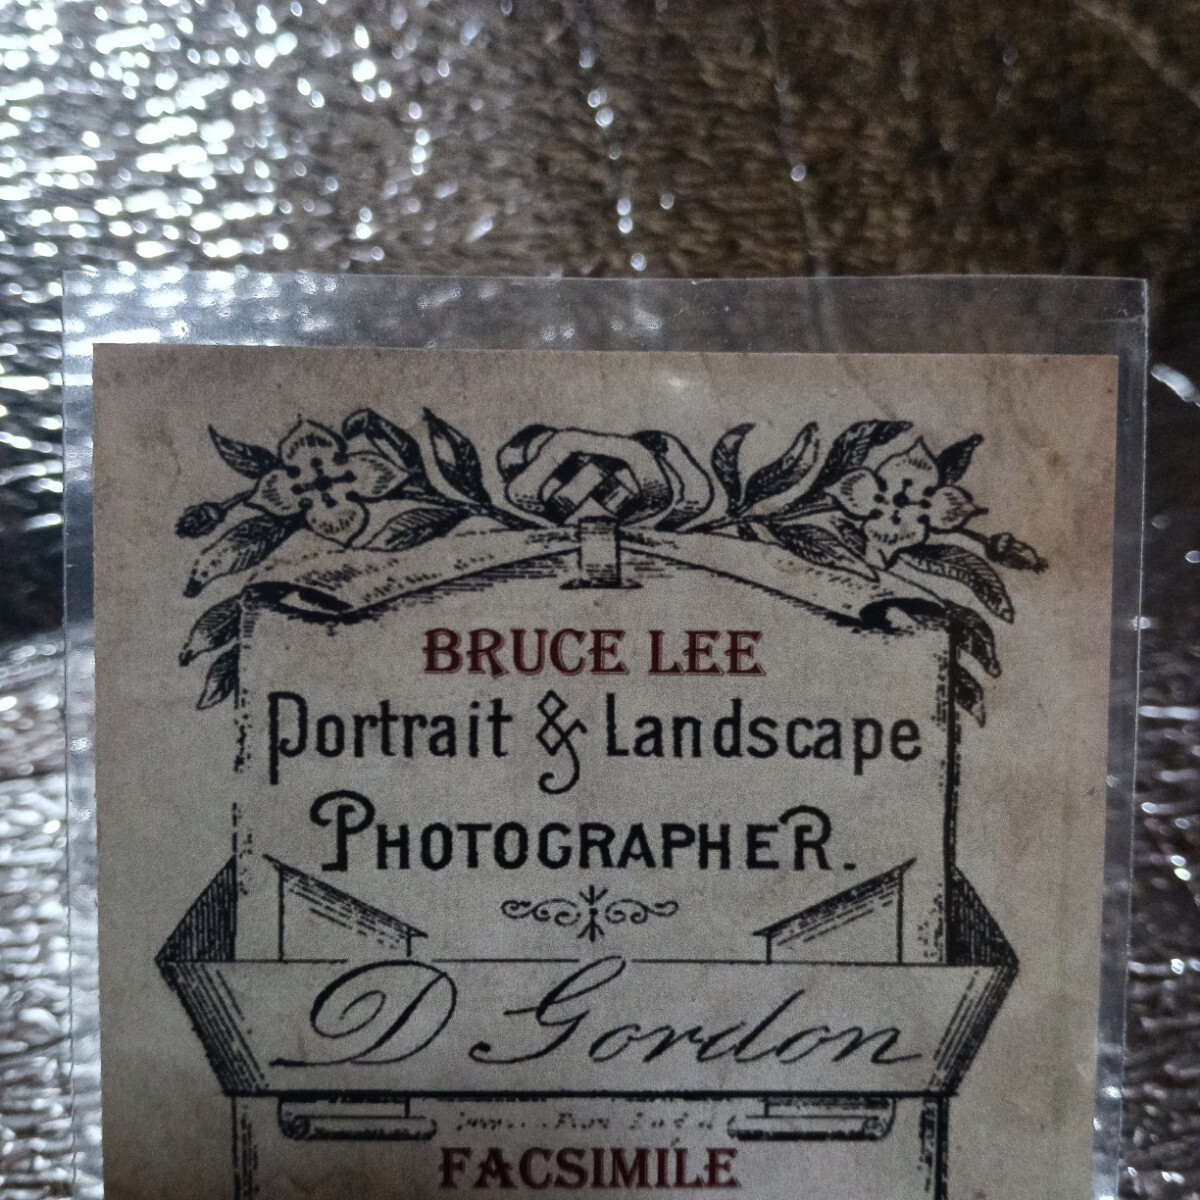 BRUCE LEE
Portrait & Landscape
PHOTOGRAPHER.
D Gordon
FACSIMILE